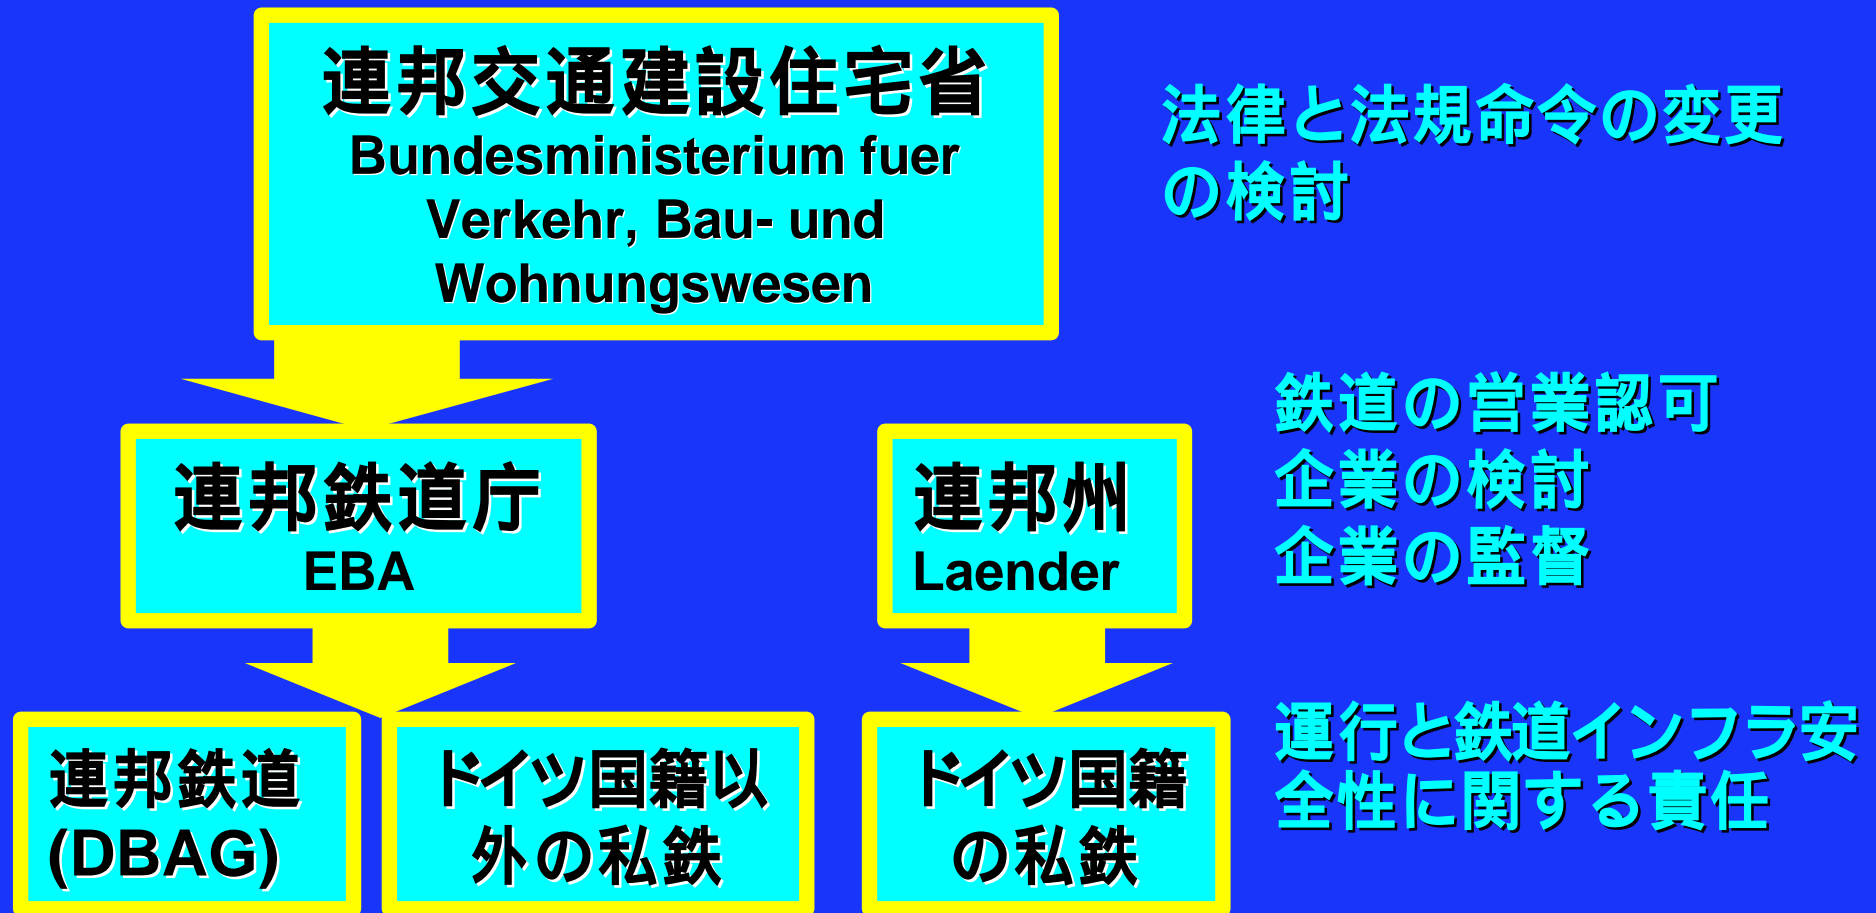 連邦交通建設住宅省
Bundesministerium fuer
Verkehr, Bau- und
Wohnungswesen
法律と法規命令の変更
の検討
連邦鉄道庁
EBA
連邦州
Laender
鉄道の営業認可
企業の検討
企業の監督
連邦鉄道
(DBAG)
ドイツ国籍以
外の私鉄
ドイツ国籍
の私鉄
運行と鉄道インフラ安
全性に関する責任